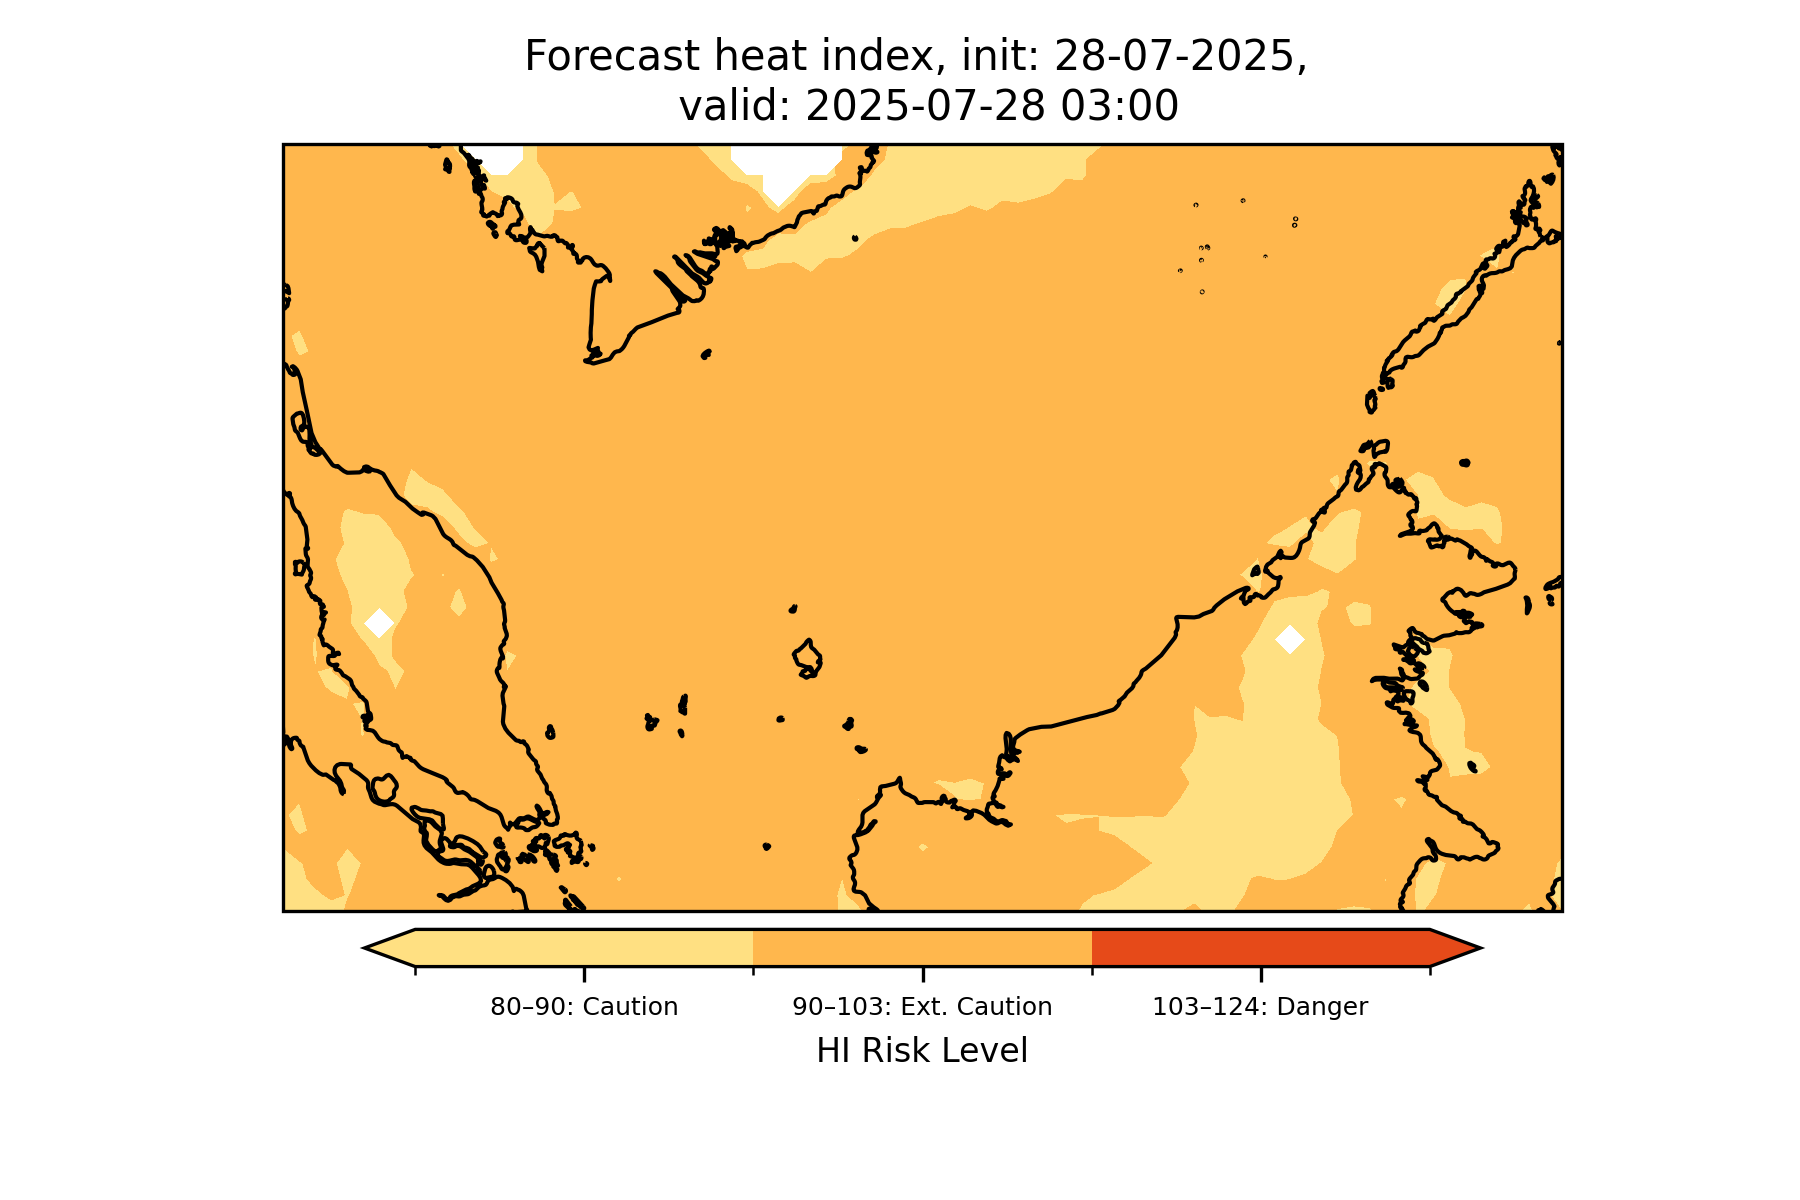 Forecast heat index, init: 28-07-2025,
valid: 2025-07-28 03:00
80–90: Caution
90–103: Ext. Caution
103–124: Danger
HI Risk Level